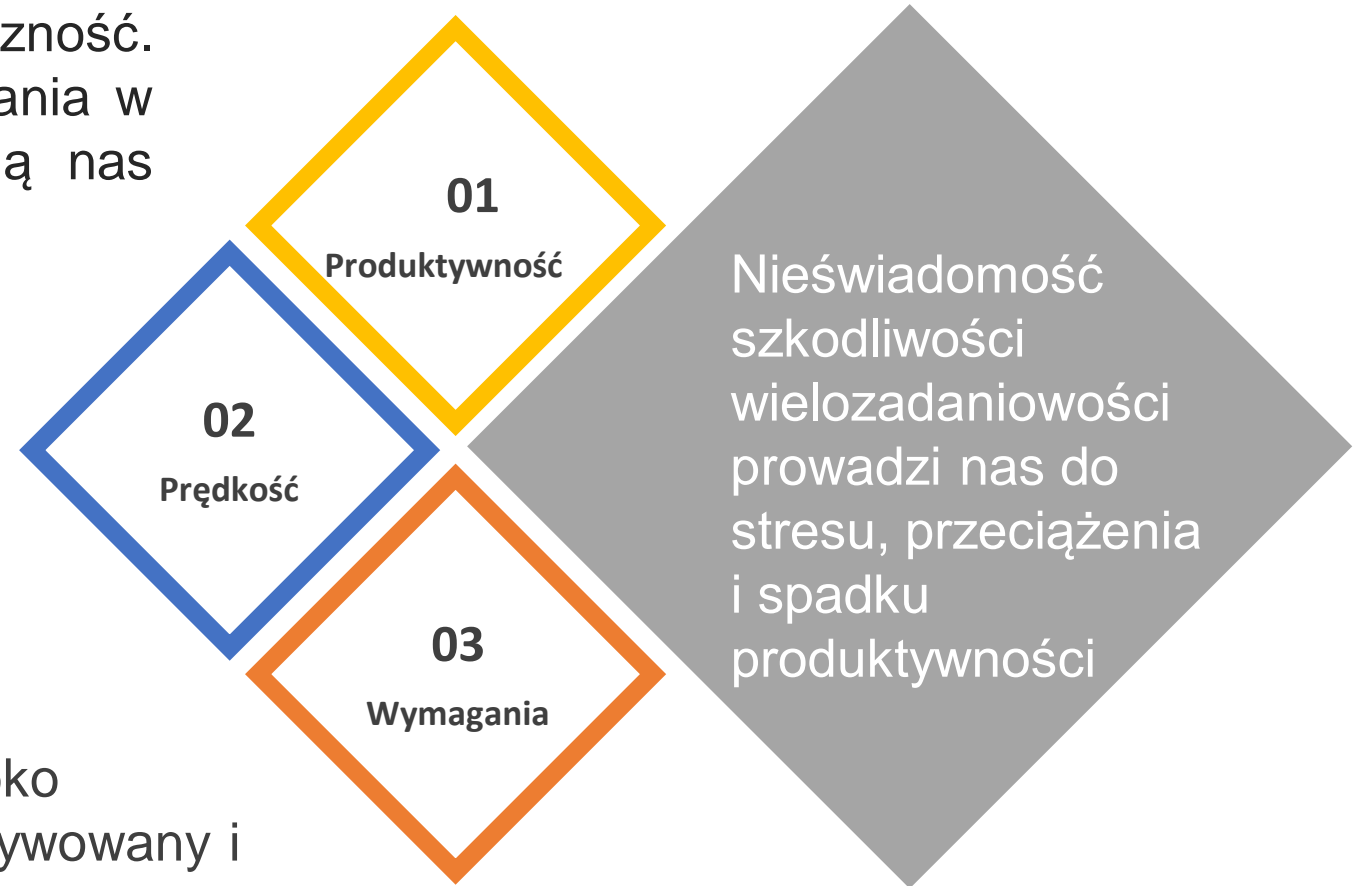 zność.
ania w
ą nas
01
Produktywność
02
Prędkość
03
Wymagania
Nieświadomość
szkodliwości
wielozadaniowości
prowadzi nas do
stresu, przeciążenia
i spadku
produktywności
oko
ywowany i